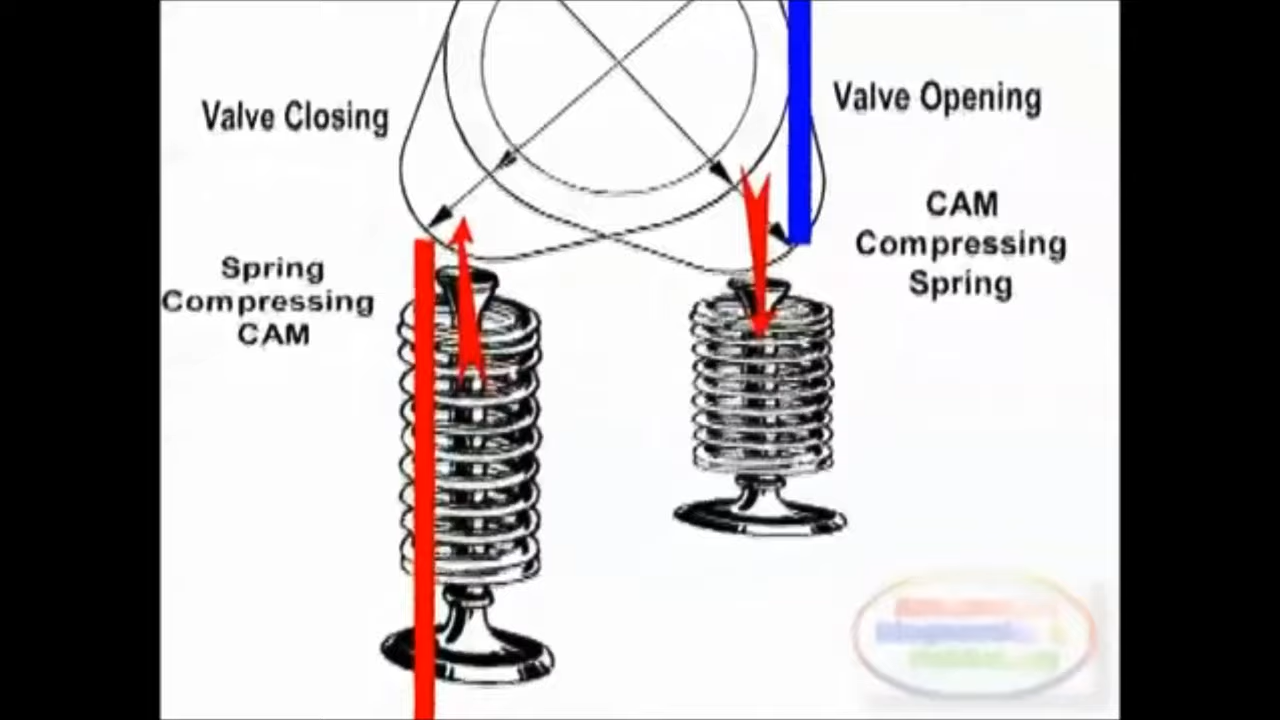 Valve Closing
Spring
Compressing
CAM
Valve Opening
CAM
Compressing
Spring